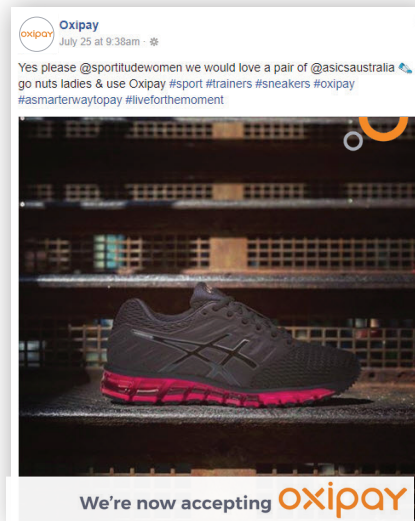 oxipay
Oxipay
July 25 at 9:38am ·
Yes please @sportitudewomen we would love a pair of @asicsaustralia
go nuts ladies & use Oxipay #sport #trainers #sneakers #oxipay
#asmarterwaytopay #liveforthemoment
We're now accepting oxipay